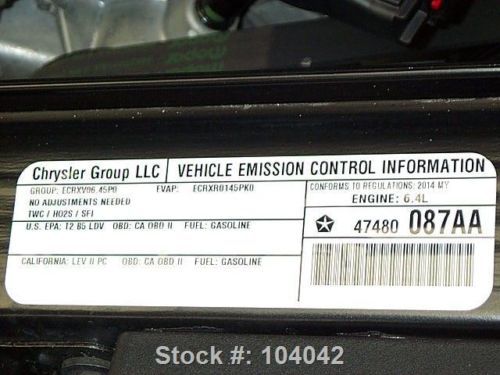 Chrysler Group LLC VEHICLE EMISSION CONTROL INFORMATION
GROUP: ECRXV06.45P0 EVAP: ECRXR0145PK0 CONFORMS TO REGULATIONS: 2014 MY
NO ADJUSTMENTS NEEDED ENGINE: 6.4L
TWC / HO2S / SFI
47480 087AA
U.S. EPA: T2 B5 LDV OBD: CA OBD II FUEL: GASOLINE
CALIFORNIA: LEV II PC OBD: CA OBD II FUEL: GASOLINE
Stock #: 104042